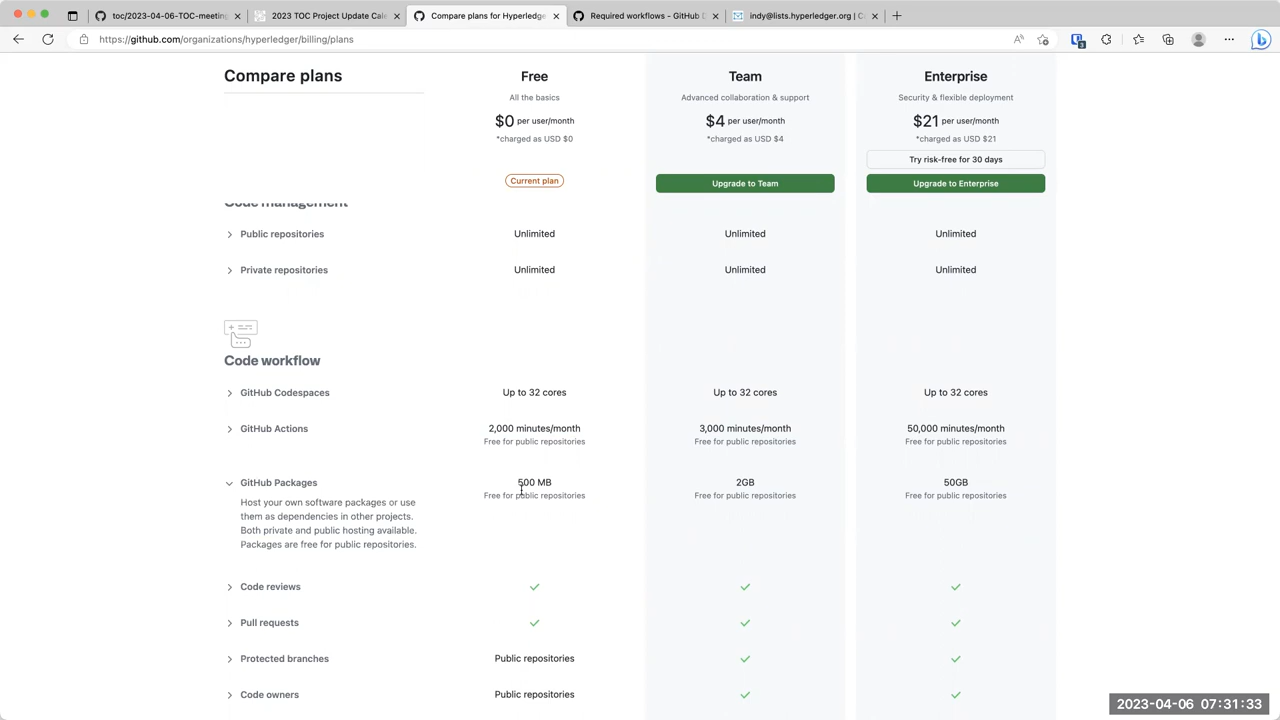 toc/2023-04-06-TOC-meeting
2023 TOC Project Update Cale
Compare plans for Hyperledge
Required workflows - GitHub D
indy@lists.hyperledger.org | C
https://github.com/organizations/hyperledger/billing/plans
3
Compare plans
Free
Team
Enterprise
All the basics
Advanced collaboration & support
Security & flexible deployment
$0 per user/month
$4 per user/month
$21 per user/month
*charged as USD $0
*charged as USD $4
*charged as USD $21
Try risk-free for 30 days
Current plan
Upgrade to Team
Upgrade to Enterprise
Code management
Public repositories
Unlimited
Unlimited
Unlimited
Private repositories
Unlimited
Unlimited
Unlimited
Code workflow
GitHub Codespaces
Up to 32 cores
Up to 32 cores
Up to 32 cores
GitHub Actions
2,000 minutes/month
3,000 minutes/month
50,000 minutes/month
Free for public repositories
Free for public repositories
Free for public repositories
GitHub Packages
500 MB
2GB
50GB
Free for public repositories
Free for public repositories
Free for public repositories
Host your own software packages or use
them as dependencies in other projects.
Both private and public hosting available.
Packages are free for public repositories.
Code reviews
Pull requests
Protected branches
Public repositories
Code owners
Public repositories
2023-04-06 07:31:33